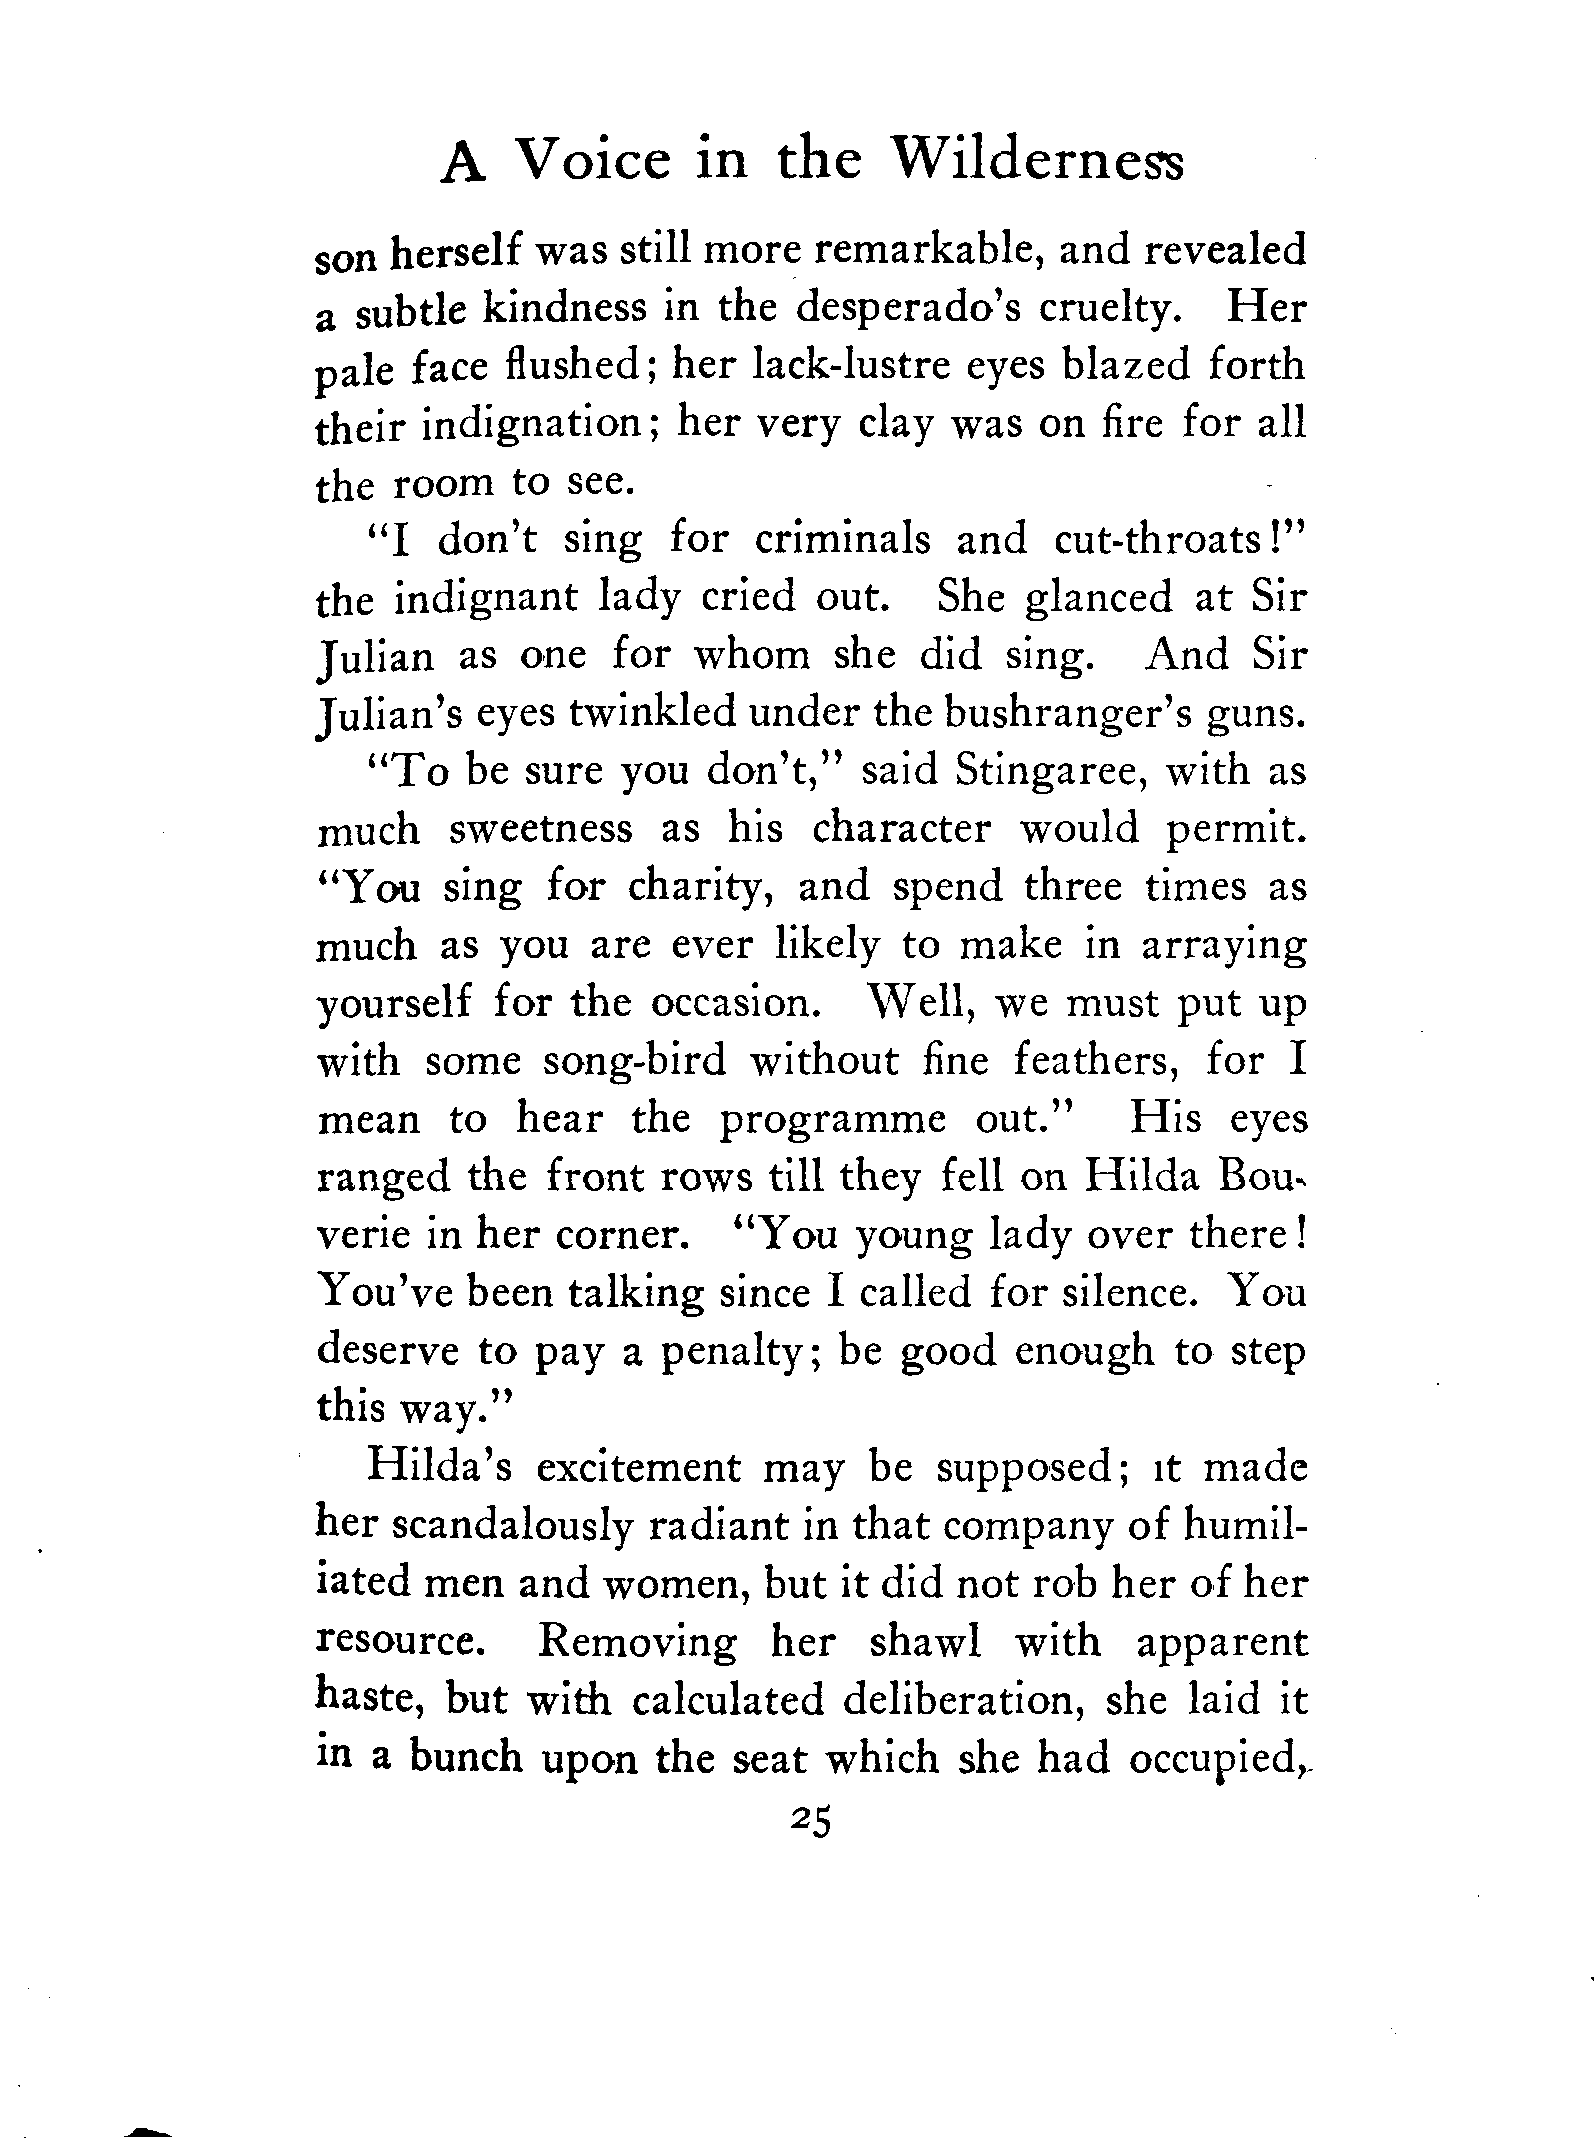 A Voice in the Wilderness
son herself was still more remarkable, and revealed
a subtle kindness in the desperado's cruelty. Her
pale face flushed; her lack-lustre eyes blazed forth
their indignation; her very clay was on fire for all
the room to see.
"I don't sing for criminals and cut-throats!"
the indignant lady cried out. She glanced at Sir
Julian as one for whom she did sing. And Sir
Julian's eyes twinkled under the bushranger's guns.
"To be sure you don't," said Stingaree, with as
much sweetness as his character would permit.
"You sing for charity, and spend three times as
much as you are ever likely to make in arraying
yourself for the occasion. Well, we must put up
with some song-bird without fine feathers, for I
mean to hear the programme out." His eyes
ranged the front rows till they fell on Hilda Bou-
verie in her corner. "You young lady over there!
You've been talking since I called for silence. You
deserve to pay a penalty; be good enough to step
this way."
Hilda's excitement may be supposed; it made
her scandalously radiant in that company of humil-
iated men and women, but it did not rob her of her
resource. Removing her shawl with apparent
haste, but with calculated deliberation, she laid it
in a bunch upon the seat which she had occupied,
25